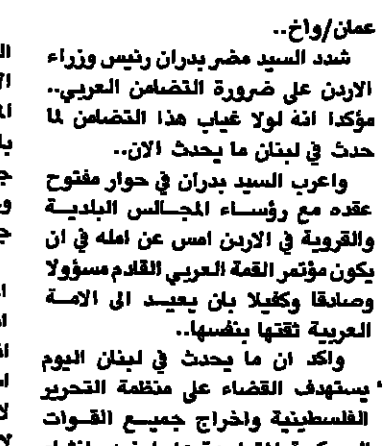 عمان/واخ..
شدد السيد مضر بدران رئيس وزراء
الاردن على ضرورة التضامن العربي..
مؤكدا انه لولا غياب هذا التضامن لما
حدث في لبنان ما يحدث الان..
واعرب السيد بدران في حوار مفتوح
عقده مع رؤساء المجالس البلدية
والقروية في الاردن امس عن امله في ان
يكون مؤتمر القمة العربي القادم مسؤولا
وصادقا وكفيلا بان يعيد الى الامة
العربية ثقتها بنفسها..
واكد ان ما يحدث في لبنان اليوم
يستهدف القضاء على منظمة التحرير
الفلسطينية واخراج جميع القوات